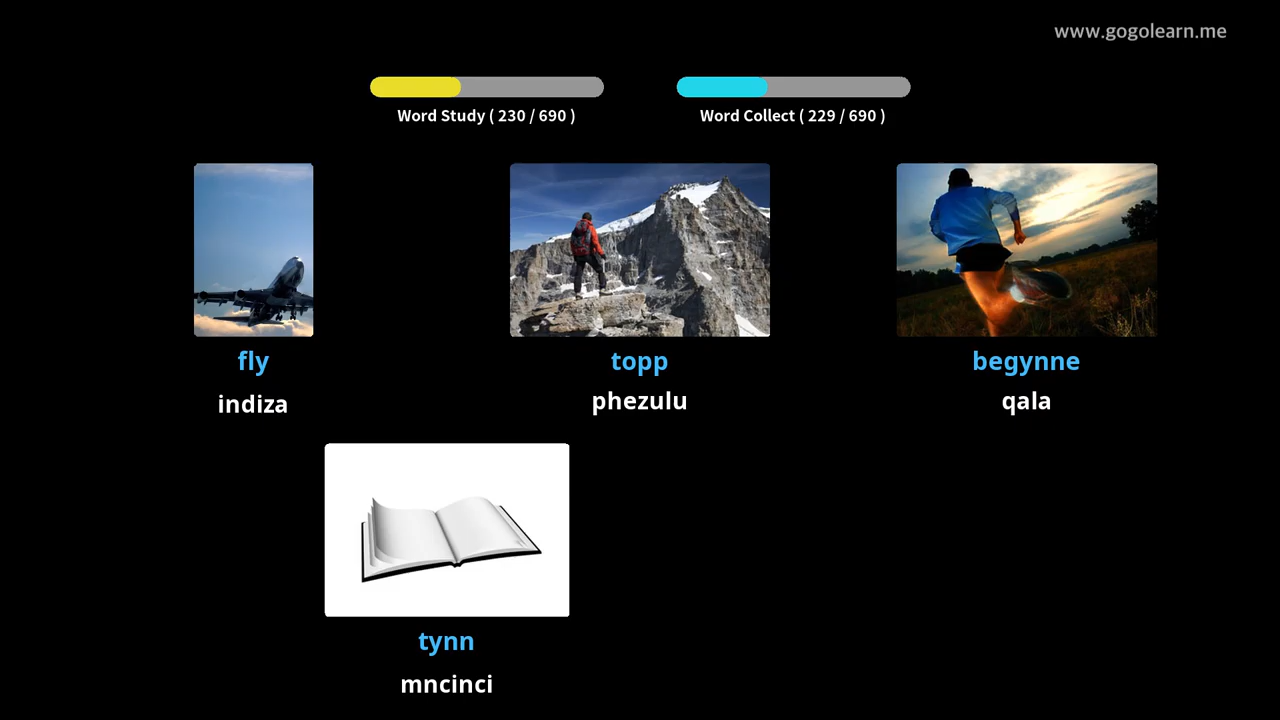 www.gogolearn.me
Word Study ( 230 / 690 )
Word Collect ( 229 / 690 )
fly
topp
begynne
indiza
phezulu
qala
tynn
mncinci